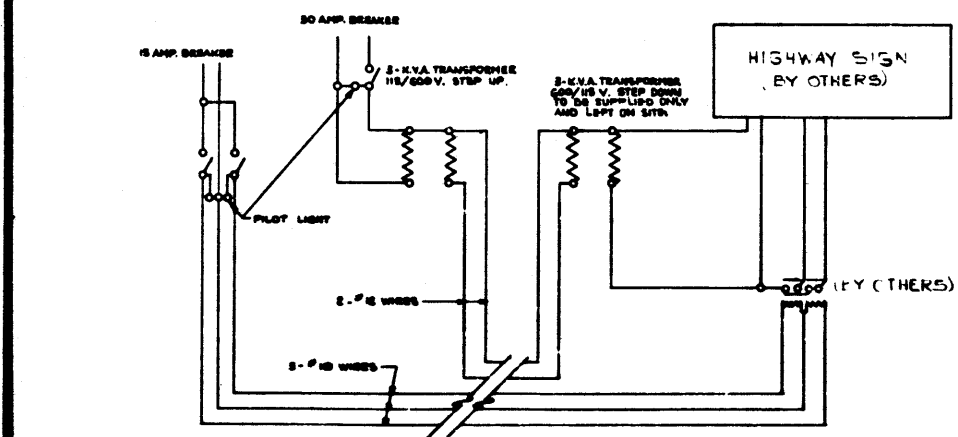 30 AMP. BREAKER
15 AMP. BREAKER
3-K.V.A. TRANSFORMER
115/600 V. STEP UP.
3-K.V.A. TRANSFORMER
600/115 V. STEP DOWN
TO BE SUPPLIED ONLY
AND LEFT ON SITE.
HIGHWAY SIGN
(BY OTHERS)
PILOT LIGHT
2-#12 WIRES
(BY OTHERS)
3-#10 WIRES